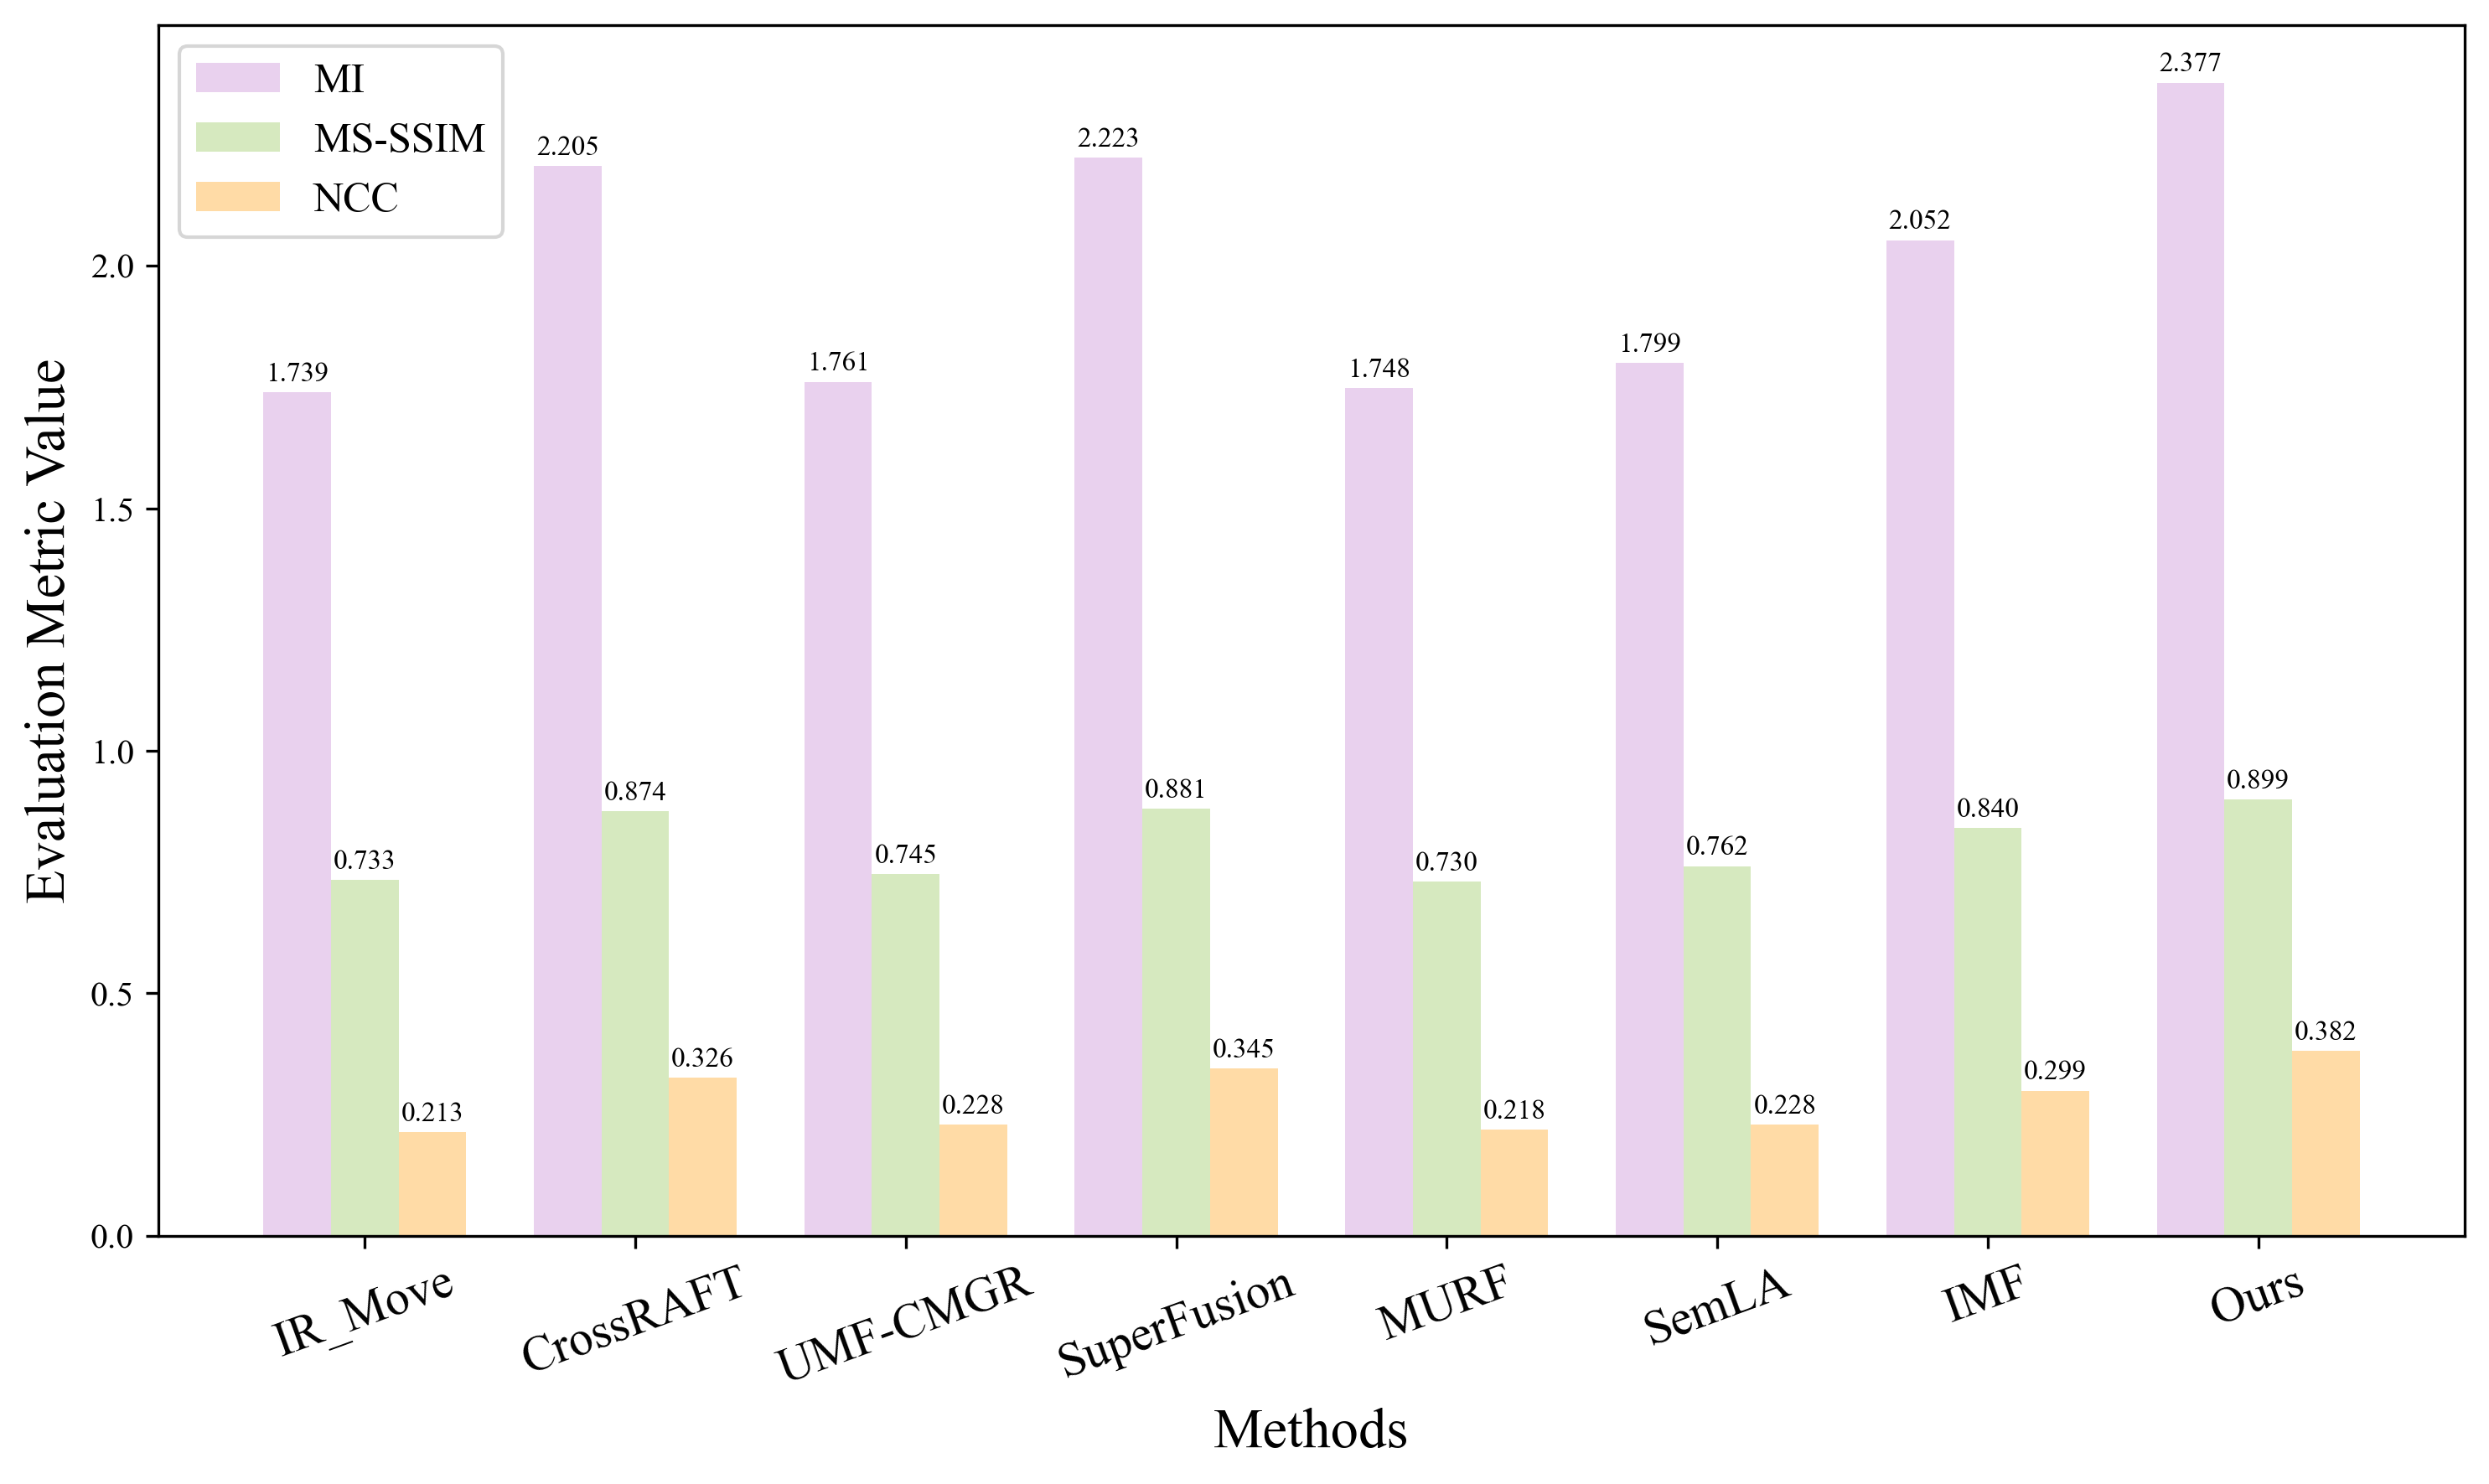 MI
MS-SSIM
NCC
Evaluation Metric Value
2.0
1.5
1.0
0.5
0.0
1.739
0.733
0.213
2.205
0.874
0.326
1.761
0.745
0.228
2.223
0.881
0.345
1.748
0.730
0.218
1.799
0.762
0.228
2.052
0.840
0.299
2.377
0.899
0.382
IR_Move
CrossRAFT
UMF-CMGR
SuperFusion
MURF
SemLA
IMF
Ours
Methods